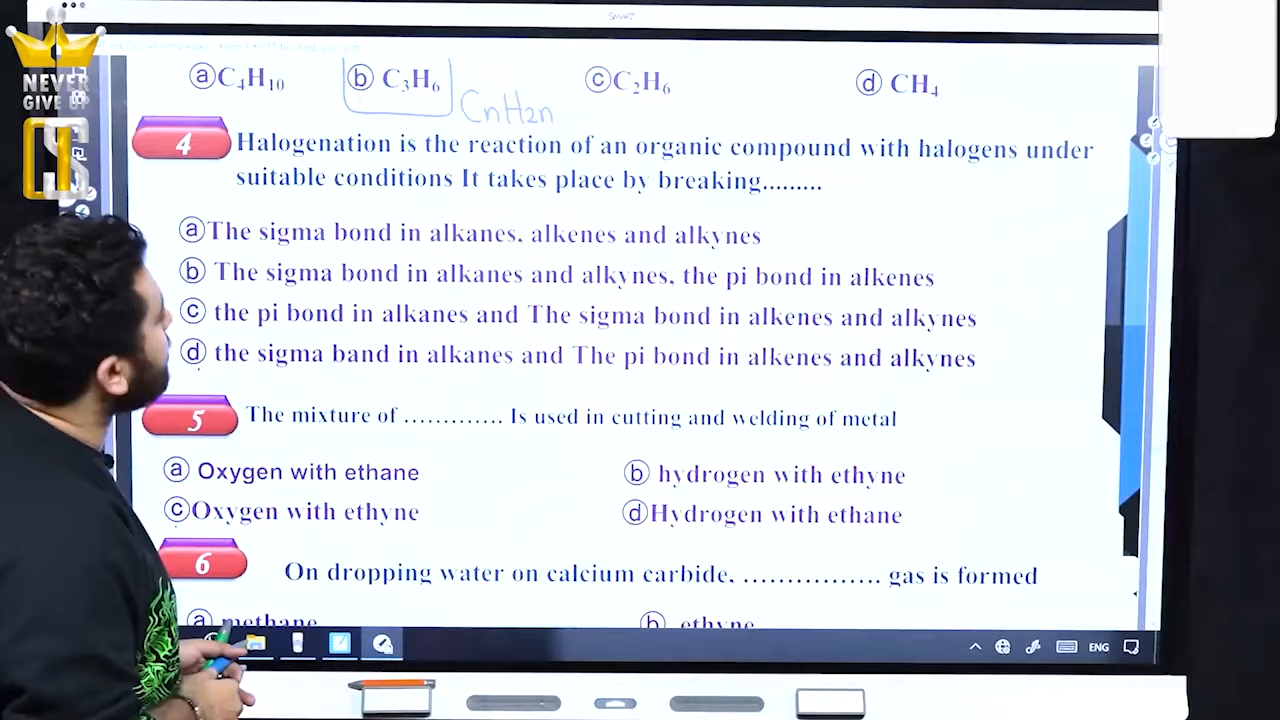 SMART
NEVER
GIVE UP
ⓐC₄H₁₀ ⓑ C₃H₆ ⓒC₂H₆ ⓓ CH₄
CnH2n
4 Halogenation is the reaction of an organic compound with halogens under
suitable conditions It takes place by breaking.........
ⓐThe sigma bond in alkanes, alkenes and alkynes
ⓑ The sigma bond in alkanes and alkynes, the pi bond in alkenes
ⓒ the pi bond in alkanes and The sigma bond in alkenes and alkynes
ⓓ the sigma band in alkanes and The pi bond in alkenes and alkynes
5 The mixture of ............. Is used in cutting and welding of metal
ⓐ Oxygen with ethane ⓑ hydrogen with ethyne
ⓒOxygen with ethyne ⓓHydrogen with ethane
6 On dropping water on calcium carbide, ................ gas is formed
ⓐ methane ⓑ ethyne
ENG